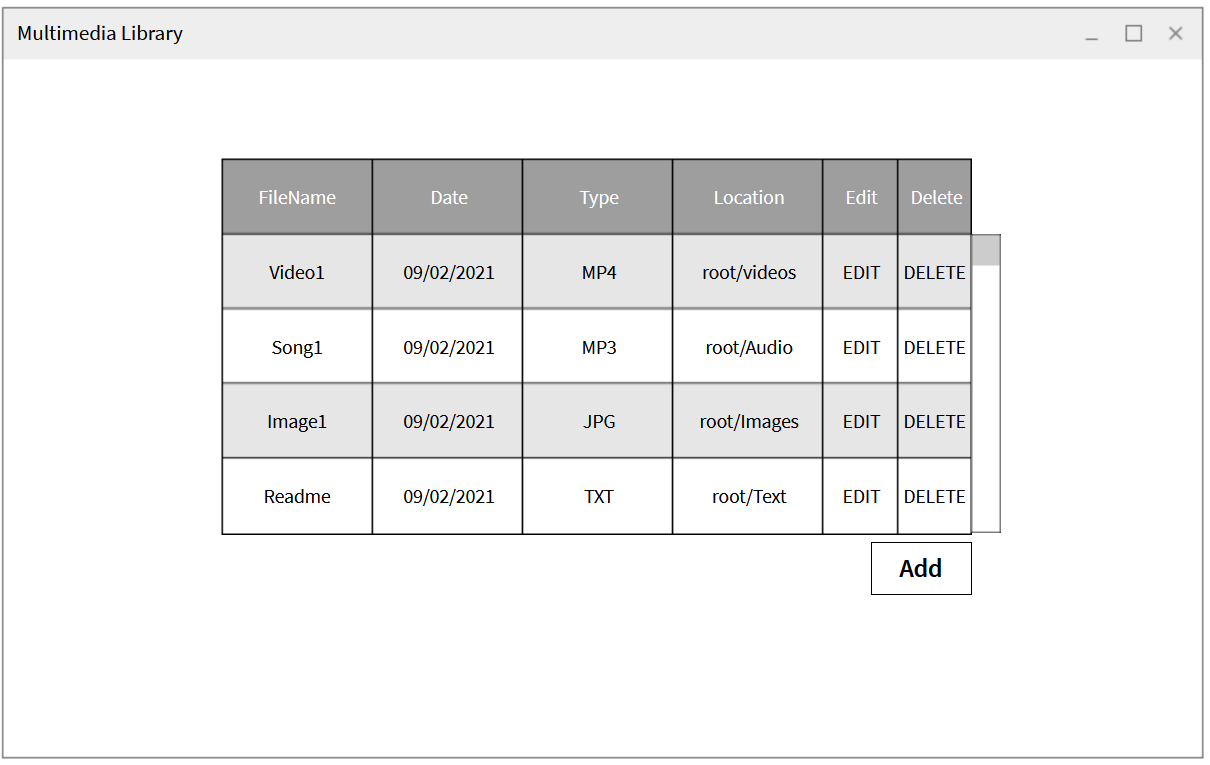 Multimedia Library
FileName Date Type Location Edit Delete
Video1 09/02/2021 MP4 root/videos EDIT DELETE
Song1 09/02/2021 MP3 root/Audio EDIT DELETE
Image1 09/02/2021 JPG root/Images EDIT DELETE
Readme 09/02/2021 TXT root/Text EDIT DELETE
Add